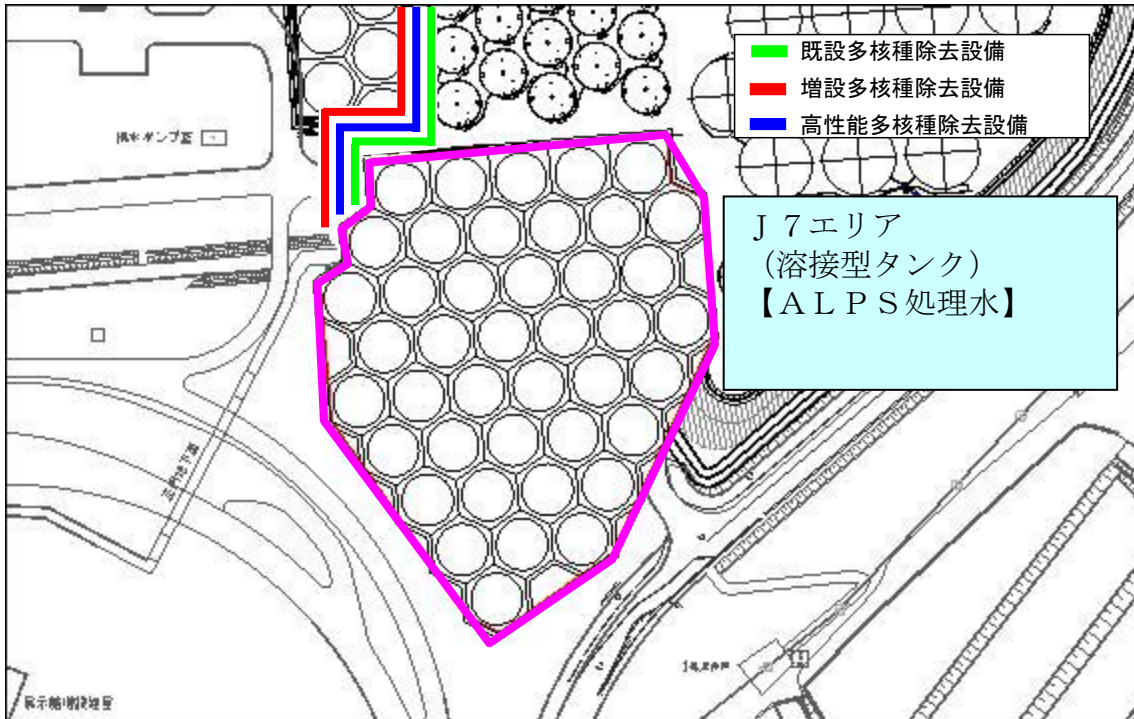 既設多核種除去設備
増設多核種除去設備
高性能多核種除去設備
Ｊ７エリア
（溶接型タンク）
【ＡＬＰＳ処理水】